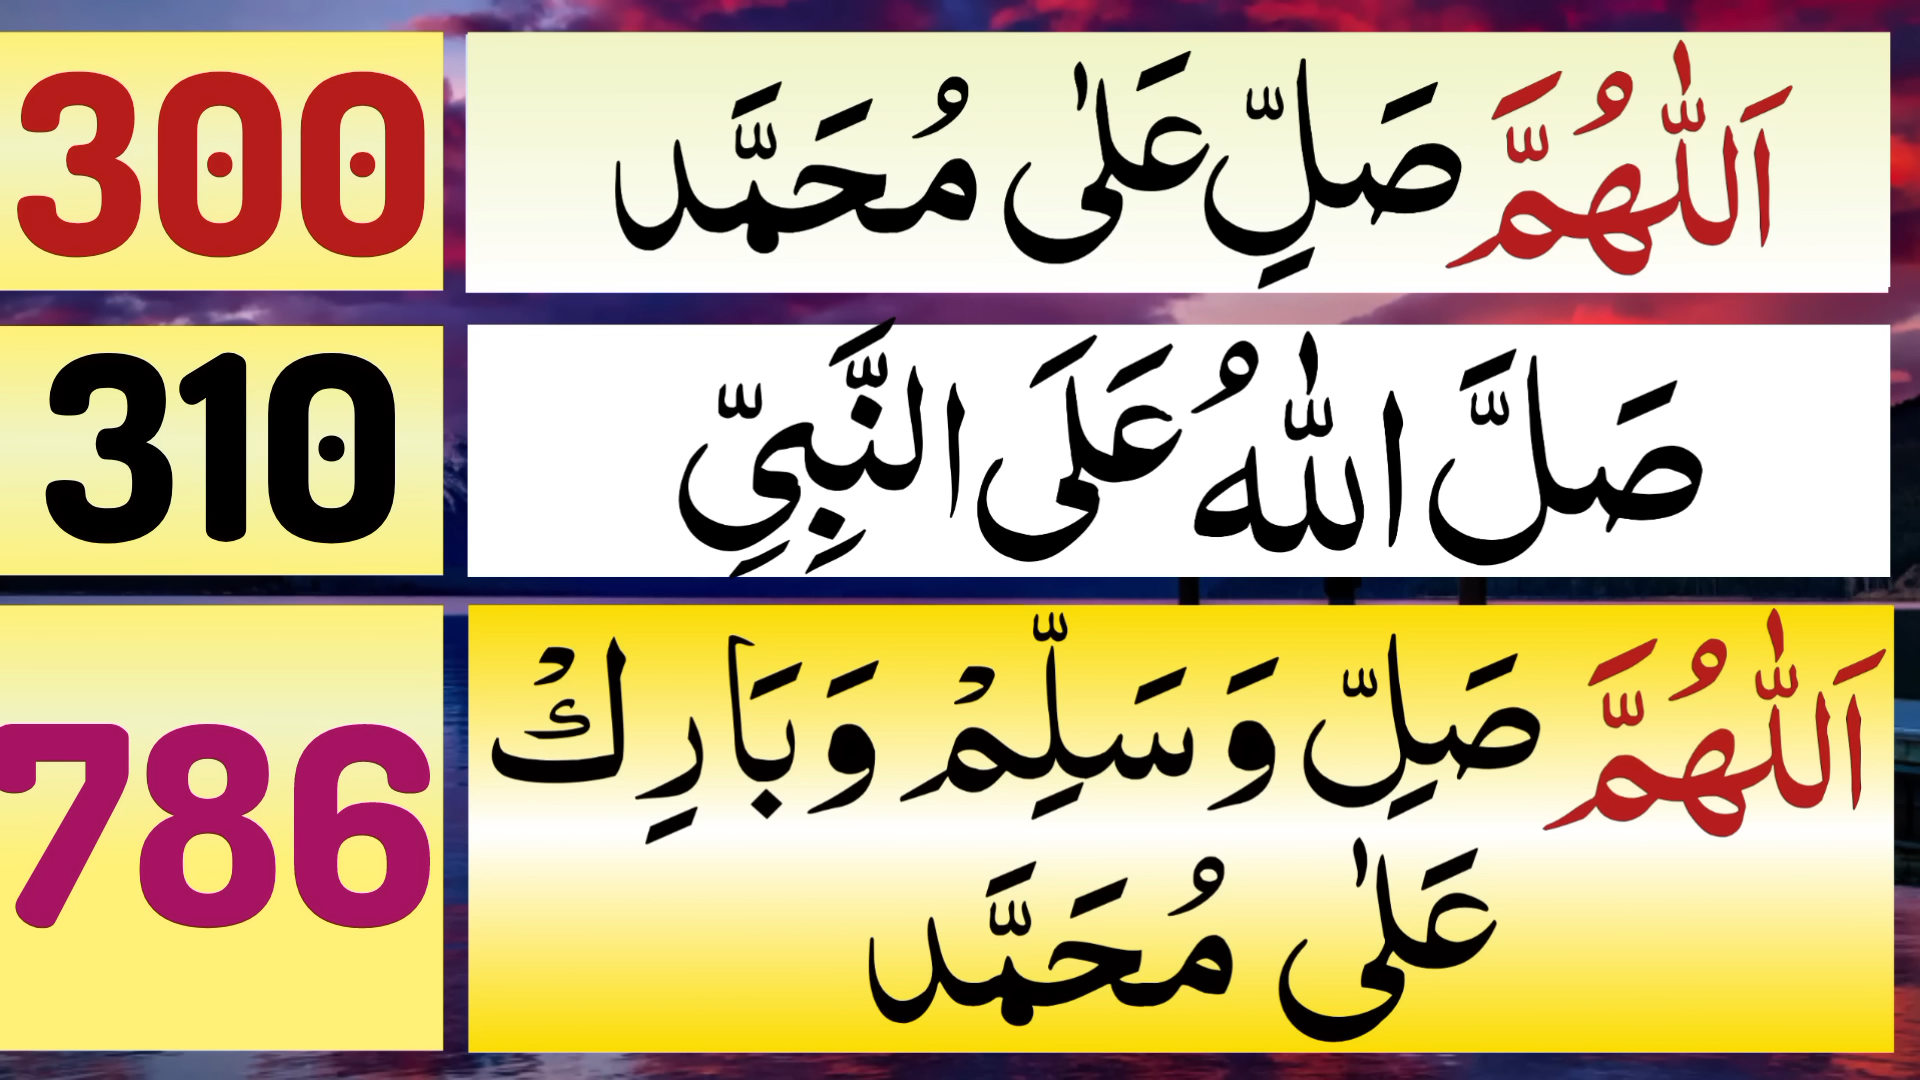 300
اَللّٰهُمَّ صَلِّ عَلٰى مُحَمَّد
310
صَلَّ اللّٰهُ عَلَى النَّبِيِّ
786
اَللّٰهُمَّ صَلِّ وَسَلِّمْ وَبَارِكْ
عَلٰى مُحَمَّد